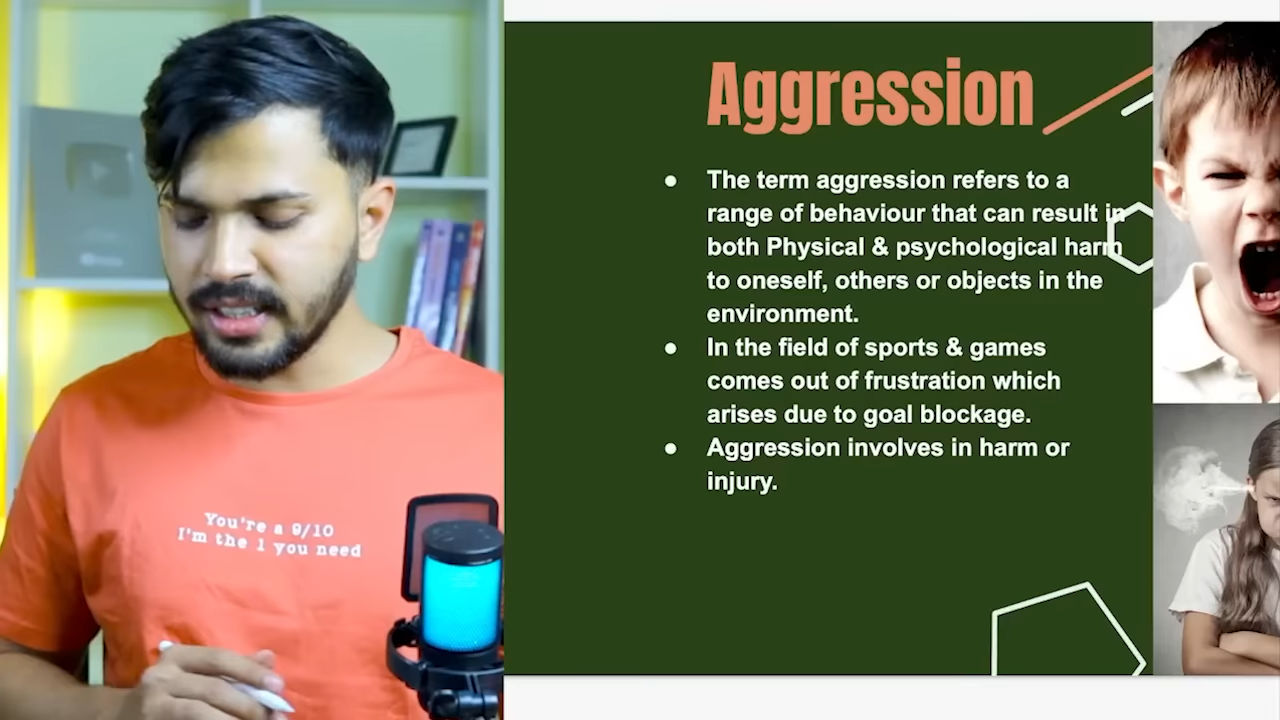 Aggression
The term aggression refers to a
range of behaviour that can result in
both Physical & psychological harm
to oneself, others or objects in the
environment.
In the field of sports & games
comes out of frustration which
arises due to goal blockage.
Aggression involves in harm or
injury.
You're a 9/10
I'm the 1 you need